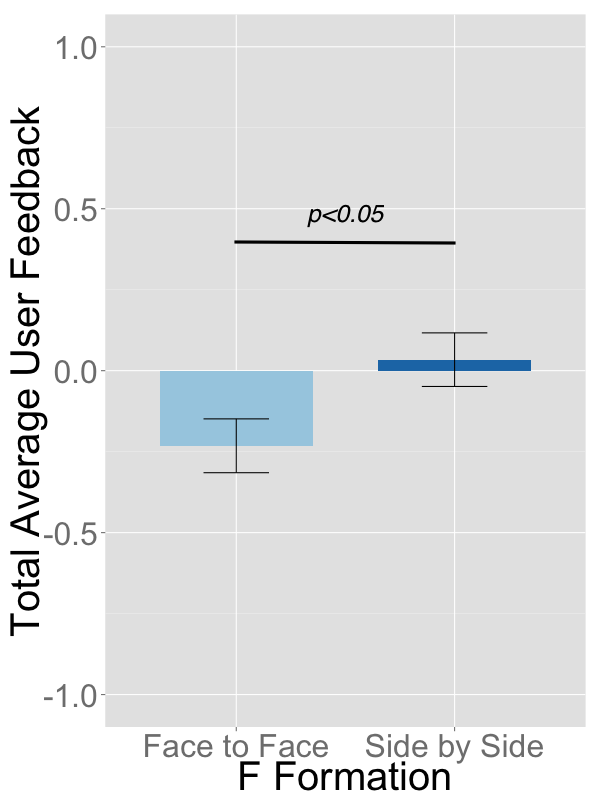 Total Average User Feedback
1.0
0.5
0.0
-0.5
-1.0
p<0.05
Face to Face
Side by Side
F Formation